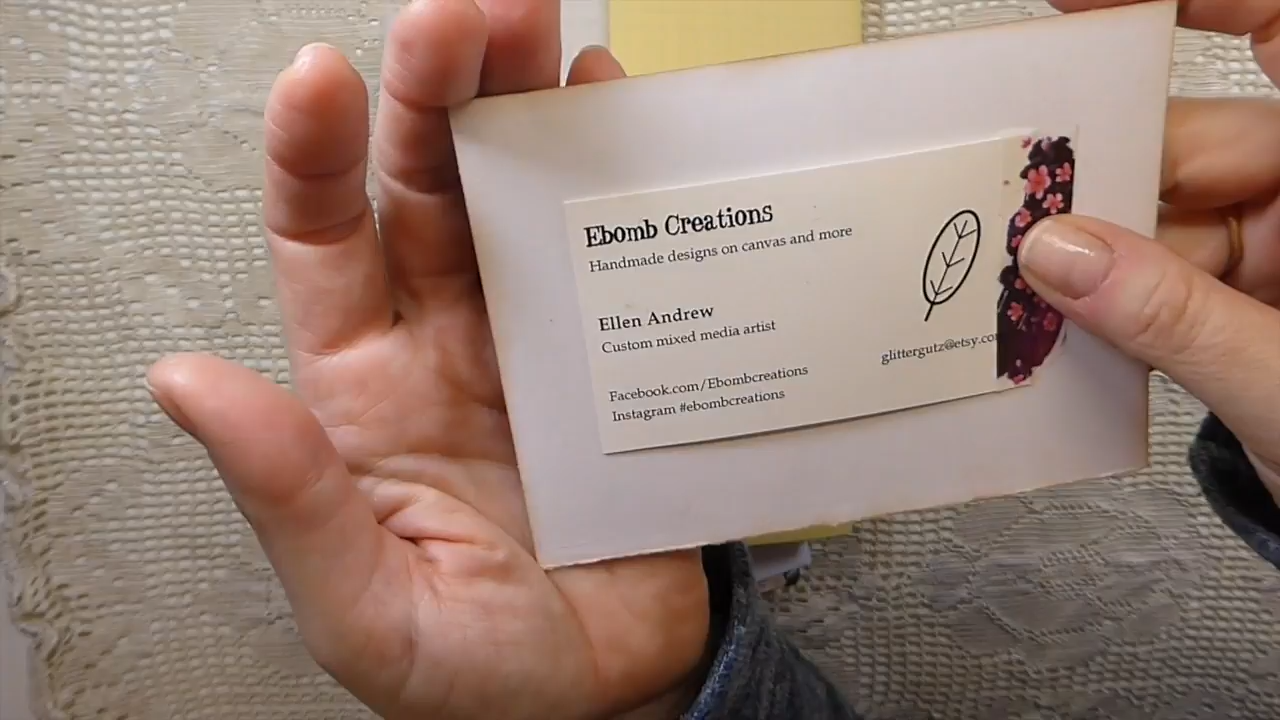 Ebomb Creations
Handmade designs on canvas and more
Ellen Andrew
Custom mixed media artist
glittergutz@etsy.co
Facebook.com/Ebombcreations
Instagram #ebombcreations